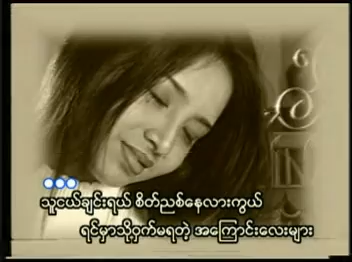 သူငယ်ချင်းရယ် စိတ်ညစ်နေလားကွယ်
ရင်မှာသိုဝှက်မရတဲ့ အကြောင်းလေးများ